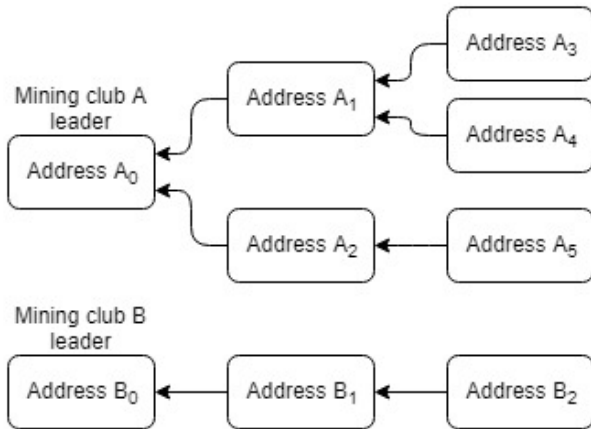 Mining club A
leader
Address A₀
Address A₁
Address A₂
Address A₃
Address A₄
Address A₅
Mining club B
leader
Address B₀
Address B₁
Address B₂